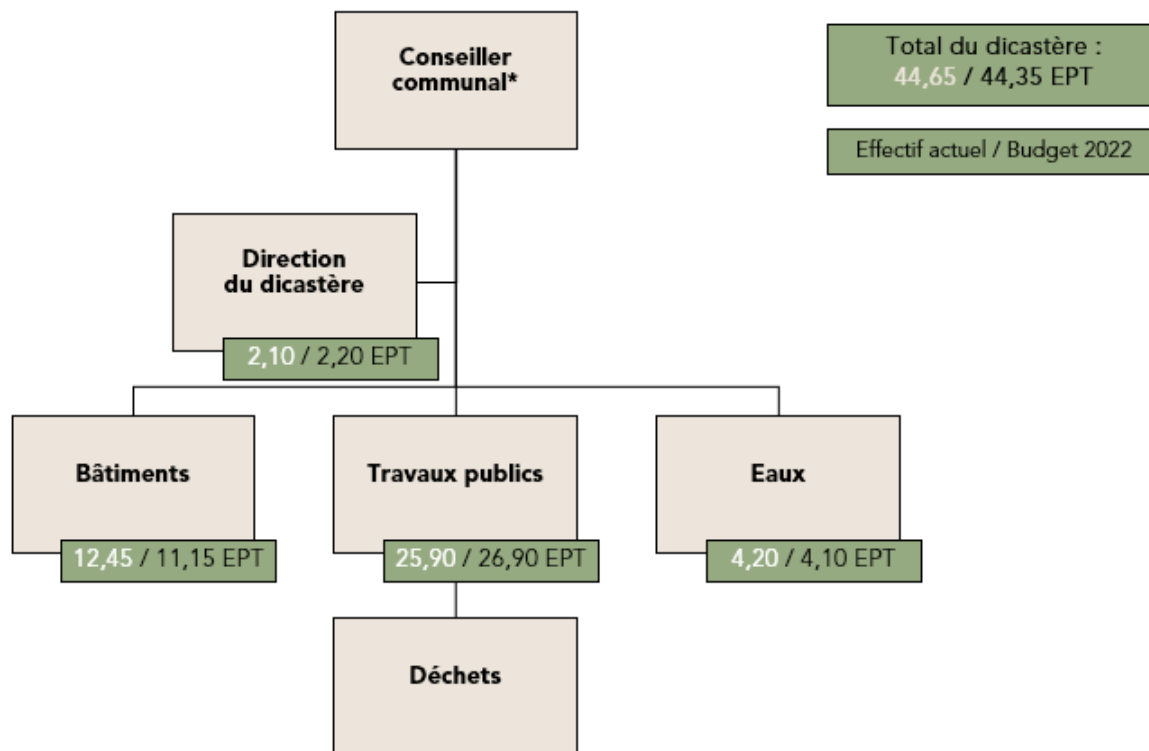 Conseiller
communal*
Total du dicastère :
44,65 / 44,35 EPT
Effectif actuel / Budget 2022
Direction
du dicastère
2,10 / 2,20 EPT
Bâtiments
12,45 / 11,15 EPT
Travaux publics
25,90 / 26,90 EPT
Eaux
4,20 / 4,10 EPT
Déchets